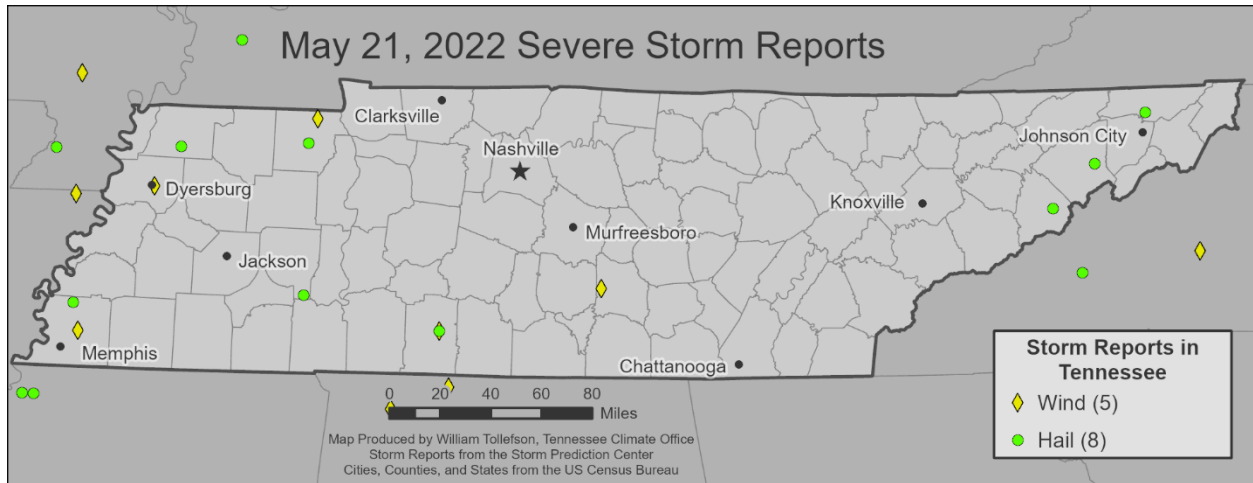 May 21, 2022 Severe Storm Reports
Clarksville
Nashville
Johnson City
Dyersburg
Knoxville
Murfreesboro
Jackson
Memphis
Chattanooga
0 20 40 60 80
Miles
Map Produced by William Tollefson, Tennessee Climate Office
Storm Reports from the Storm Prediction Center
Cities, Counties, and States from the US Census Bureau
Storm Reports in
Tennessee
Wind (5)
Hail (8)